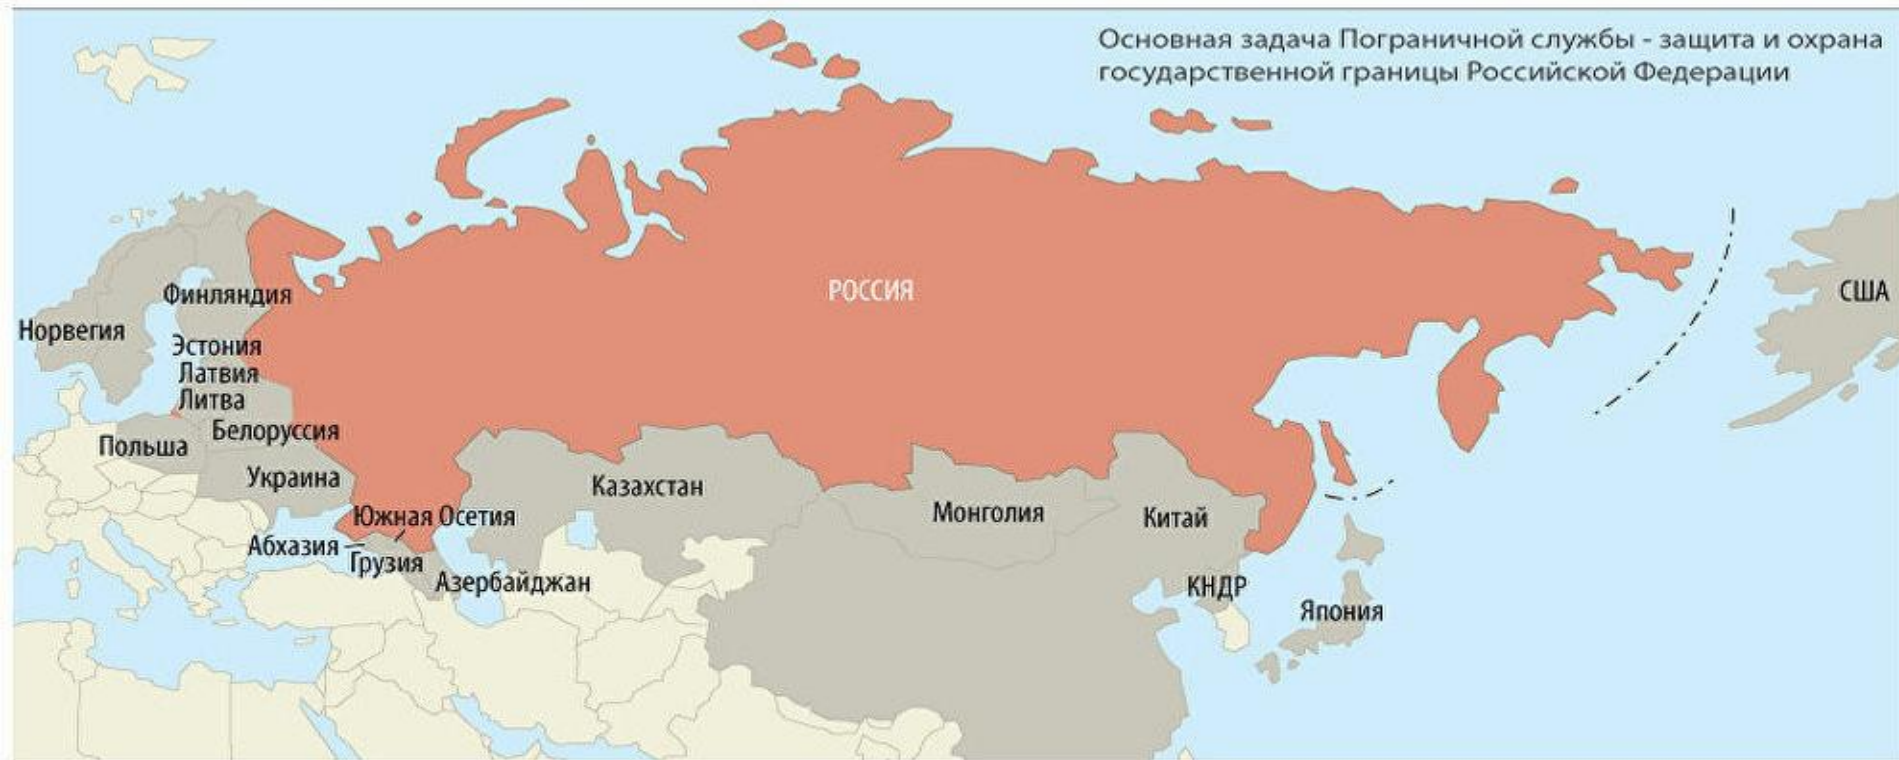 Основная задача Пограничной службы - защита и охрана
государственной границы Российской Федерации
РОССИЯ
США
Финляндия
Норвегия
Эстония
Латвия
Литва
Белоруссия
Польша
Украина
Казахстан
Монголия
Китай
Южная Осетия
Абхазия
Грузия
Азербайджан
КНДР
Япония